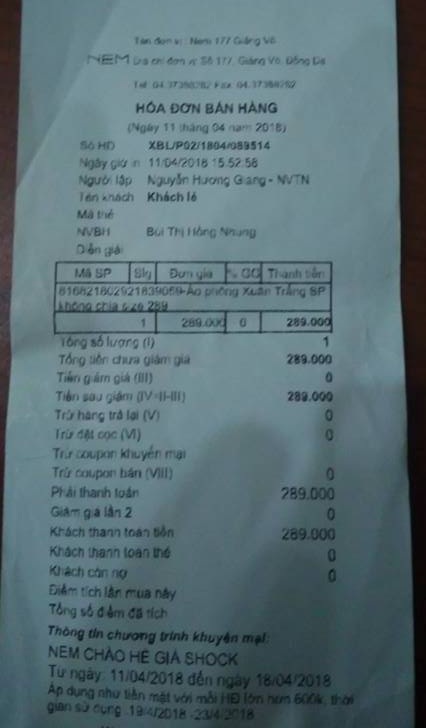 Tên đơn vị : Nem 177 Giảng Võ
NEM Địa chỉ đơn vị: Số 177, Giảng Võ, Đống Đa
Tel: 04.37368262 Fax: 04.37368262
HÓA ĐƠN BÁN HÀNG
(Ngày 11 tháng 04 năm 2018)
Số HD XBL/P02/1804/089514
Ngày giờ in 11/04/2018 15:52:58
Người lập Nguyễn Hương Giang - NVTN
Tên khách Khách lẻ
Mã thẻ
NVBH Bùi Thị Hồng Nhung
Diễn giải
Mã SP Slg Đơn giá % GG Thành tiền
816821802921839059-Áo phông Xuân Trắng SP
không chia size 289
1 289.000 0 289.000
Tổng số lượng (I) 1
Tổng tiền chưa giảm giá 289.000
Tiền giảm giá (III) 0
Tiền sau giảm (IV=II-III) 289.000
Trừ hàng trả lại (V) 0
Trừ đặt cọc (VI) 0
Trừ coupon khuyến mại
Trừ coupon bán (VIII) 0
Phải thanh toán 289.000
Giảm giá lần 2 0
Khách thanh toán tiền 289.000
Khách thanh toán thẻ 0
Khách còn nợ 0
Điểm tích lần mua này
Tổng số điểm đã tích
Thông tin chương trình khuyến mại:
NEM CHÀO HÈ GIÁ SHOCK
Từ ngày: 11/04/2018 đến ngày 18/04/2018
Áp dụng như tiền mặt với mỗi HĐ lớn hơn 600k, thời
gian sử dụng :19/4/2018 -23/4/2018